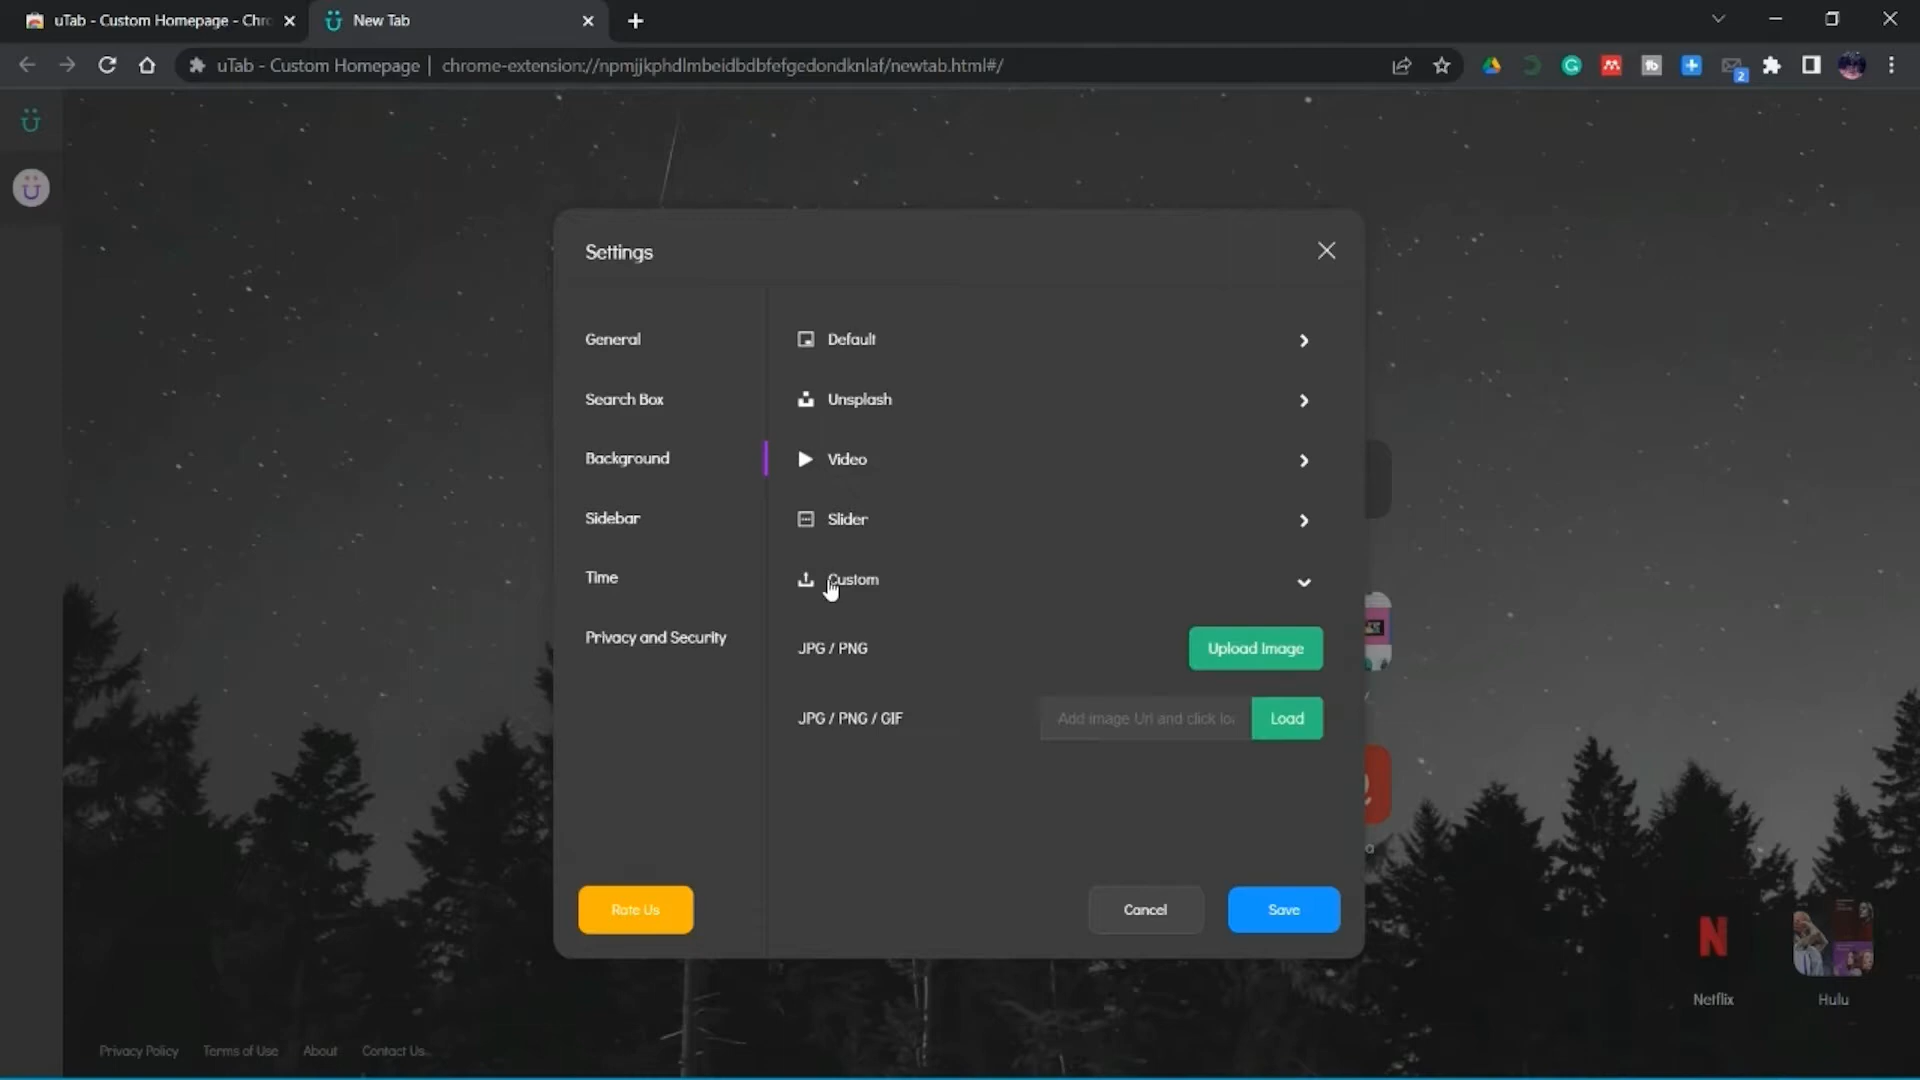 uTab - Custom Homepage - Chr
New Tab
uTab - Custom Homepage
chrome-extension://npmjjkphdlmbeidbdbfefgedondknlaf/newtab.html#/
2
Settings
General
Search Box
Background
Sidebar
Time
Privacy and Security
Default
Unsplash
Video
Slider
Custom
JPG / PNG
Upload Image
JPG / PNG / GIF
Add image Url and click lo
Load
Rate Us
Cancel
Save
Netflix
Hulu
Privacy Policy
Terms of Use
About
Contact Us